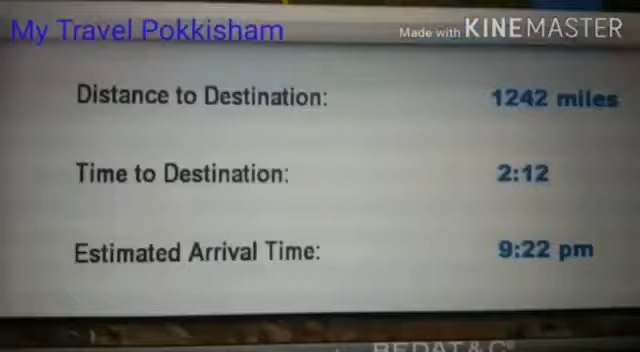 My Travel Pokkisham
Made with KINEMASTER
Distance to Destination: 1242 miles
Time to Destination: 2:12
Estimated Arrival Time: 9:22 pm
BEDAT & C°